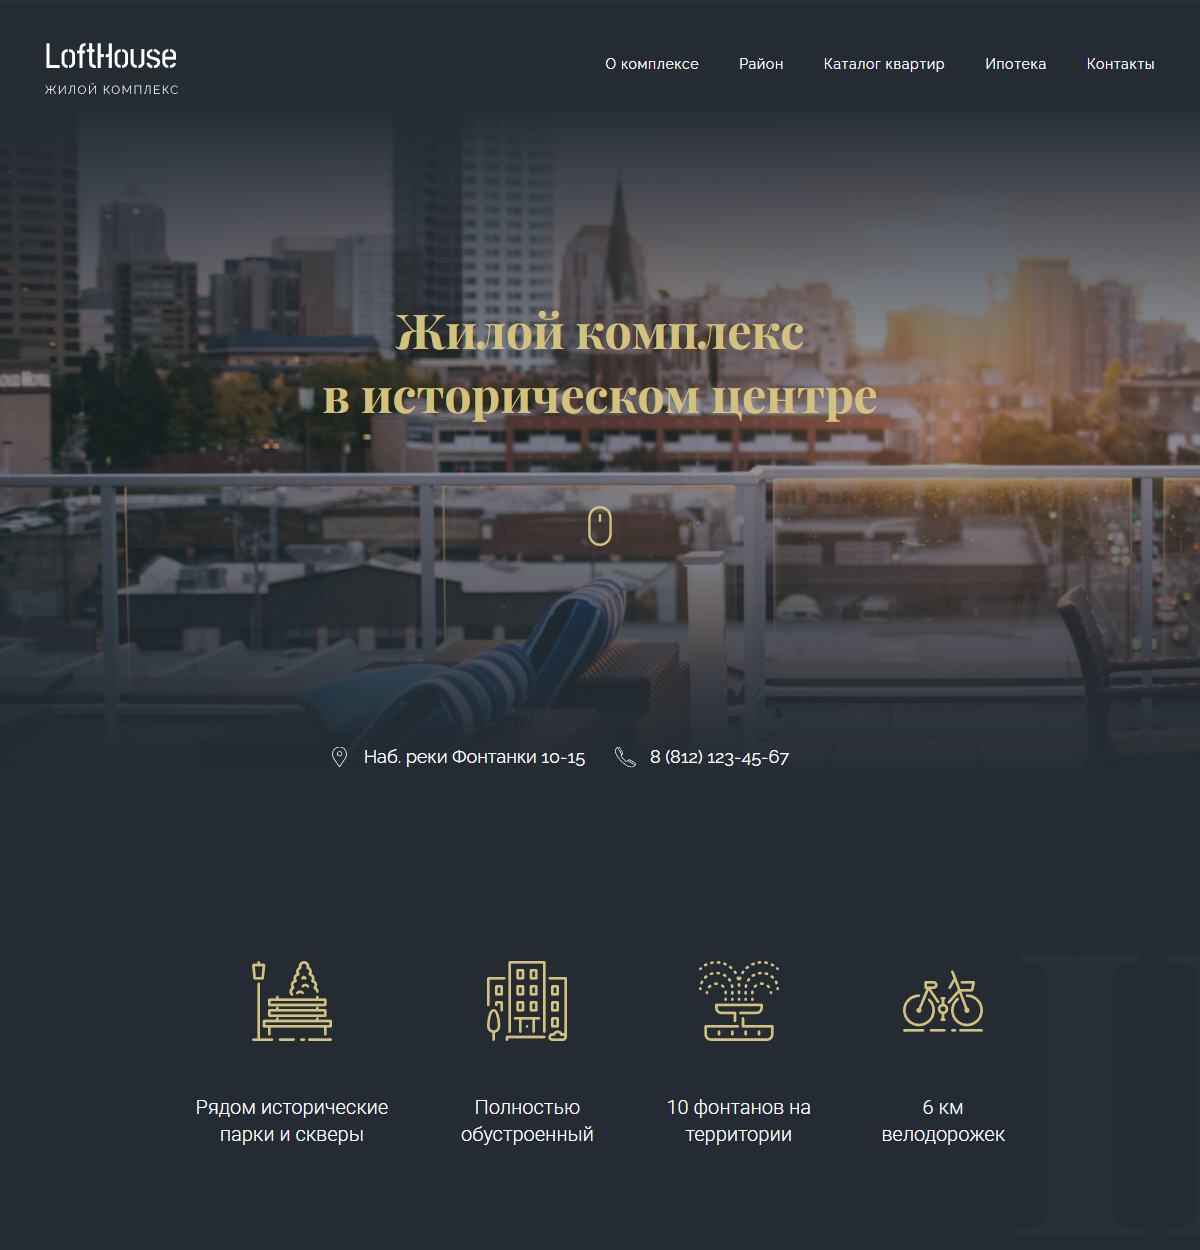 LoftHouse
ЖИЛОЙ КОМПЛЕКС
О комплексе Район Каталог квартир Ипотека Контакты
Жилой комплекс
в историческом центре
Наб. реки Фонтанки 10-15 8 (812) 123-45-67
Рядом исторические
парки и скверы
Полностью
обустроенный
10 фонтанов на
территории
6 км
велодорожек